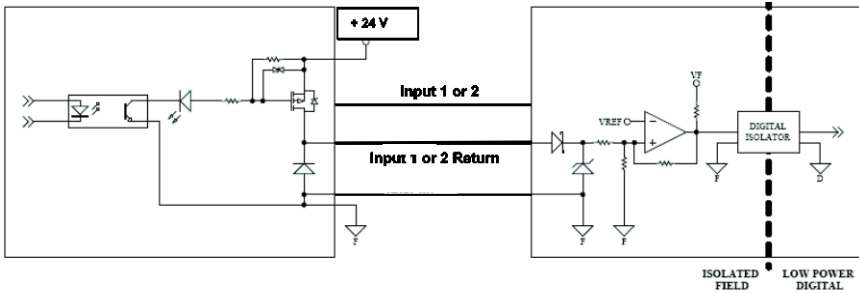 + 24 V
Input 1 or 2
VF
VREF
DIGITAL
ISOLATOR
Input 1 or 2 Return
F
D
F
F
F
ISOLATED
FIELD
LOW POWER
DIGITAL